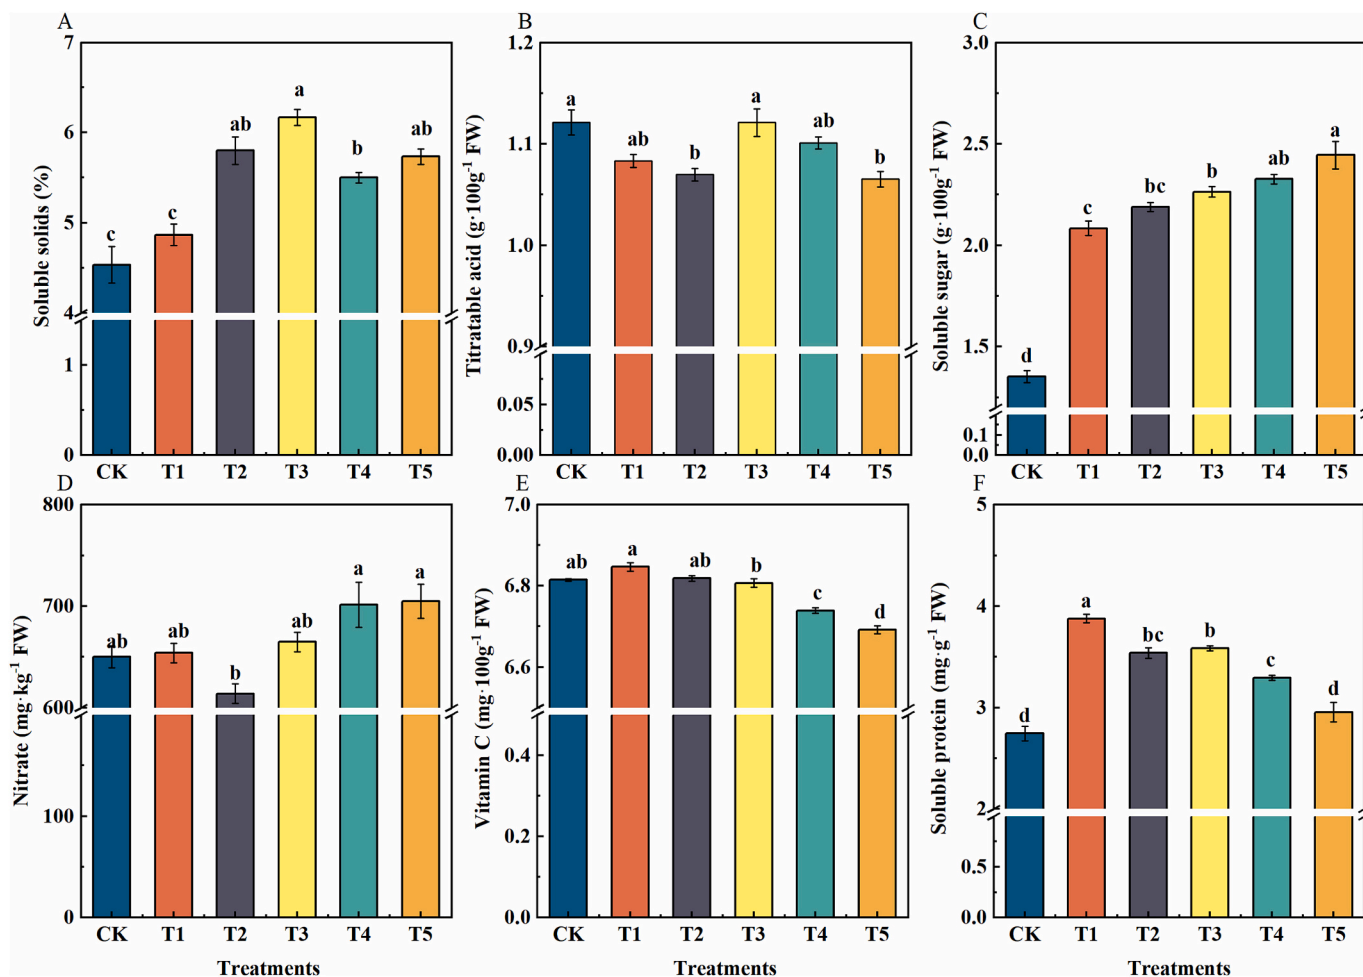 A
Soluble solids (%)
7
6
5
4
1
0
c
c
ab
a
b
ab
CK T1 T2 T3 T4 T5
B
Titratable acid (g·100g⁻¹ FW)
1.2
1.1
1.0
0.9
0.05
0.00
a
ab
b
a
ab
b
CK T1 T2 T3 T4 T5
C
Soluble sugar (g·100g⁻¹ FW)
3.0
2.5
2.0
1.5
0.1
0.0
d
c
bc
b
ab
a
CK T1 T2 T3 T4 T5
D
Nitrate (mg·kg⁻¹ FW)
800
700
600
100
0
ab
ab
b
ab
a
a
CK T1 T2 T3 T4 T5
Treatments
E
Vitamin C (mg·100g⁻¹ FW)
7.0
6.8
6.6
0.4
0.2
0.0
ab
a
ab
b
c
d
CK T1 T2 T3 T4 T5
Treatments
F
Soluble protein (mg·g⁻¹ FW)
5
4
3
2
0.5
0.0
d
a
bc
b
c
d
CK T1 T2 T3 T4 T5
Treatments